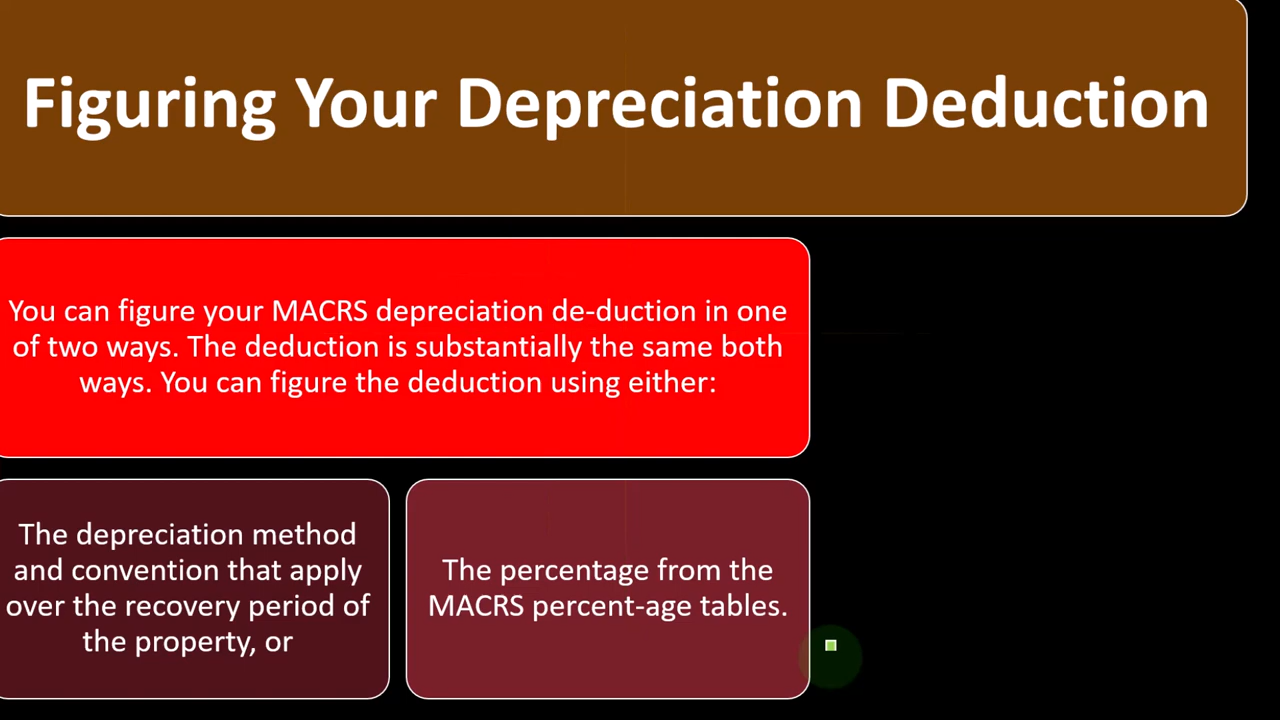 Figuring Your Depreciation Deduction
You can figure your MACRS depreciation de-duction in one
of two ways. The deduction is substantially the same both
ways. You can figure the deduction using either:
The depreciation method
and convention that apply
over the recovery period of
the property, or
The percentage from the
MACRS percent-age tables.